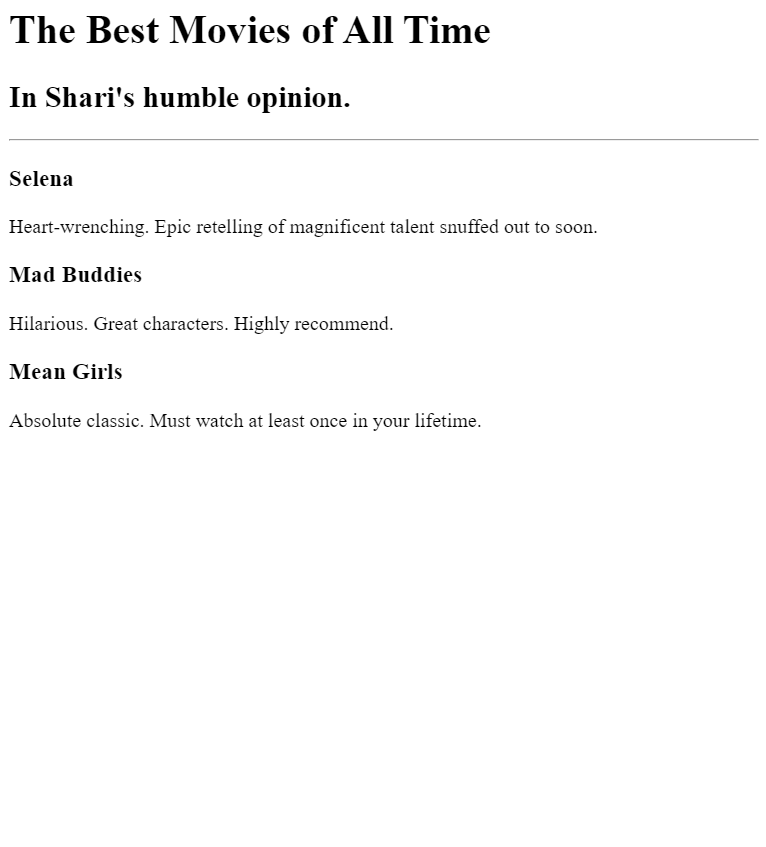 The Best Movies of All Time
In Shari's humble opinion.
Selena
Heart-wrenching. Epic retelling of magnificent talent snuffed out to soon.
Mad Buddies
Hilarious. Great characters. Highly recommend.
Mean Girls
Absolute classic. Must watch at least once in your lifetime.